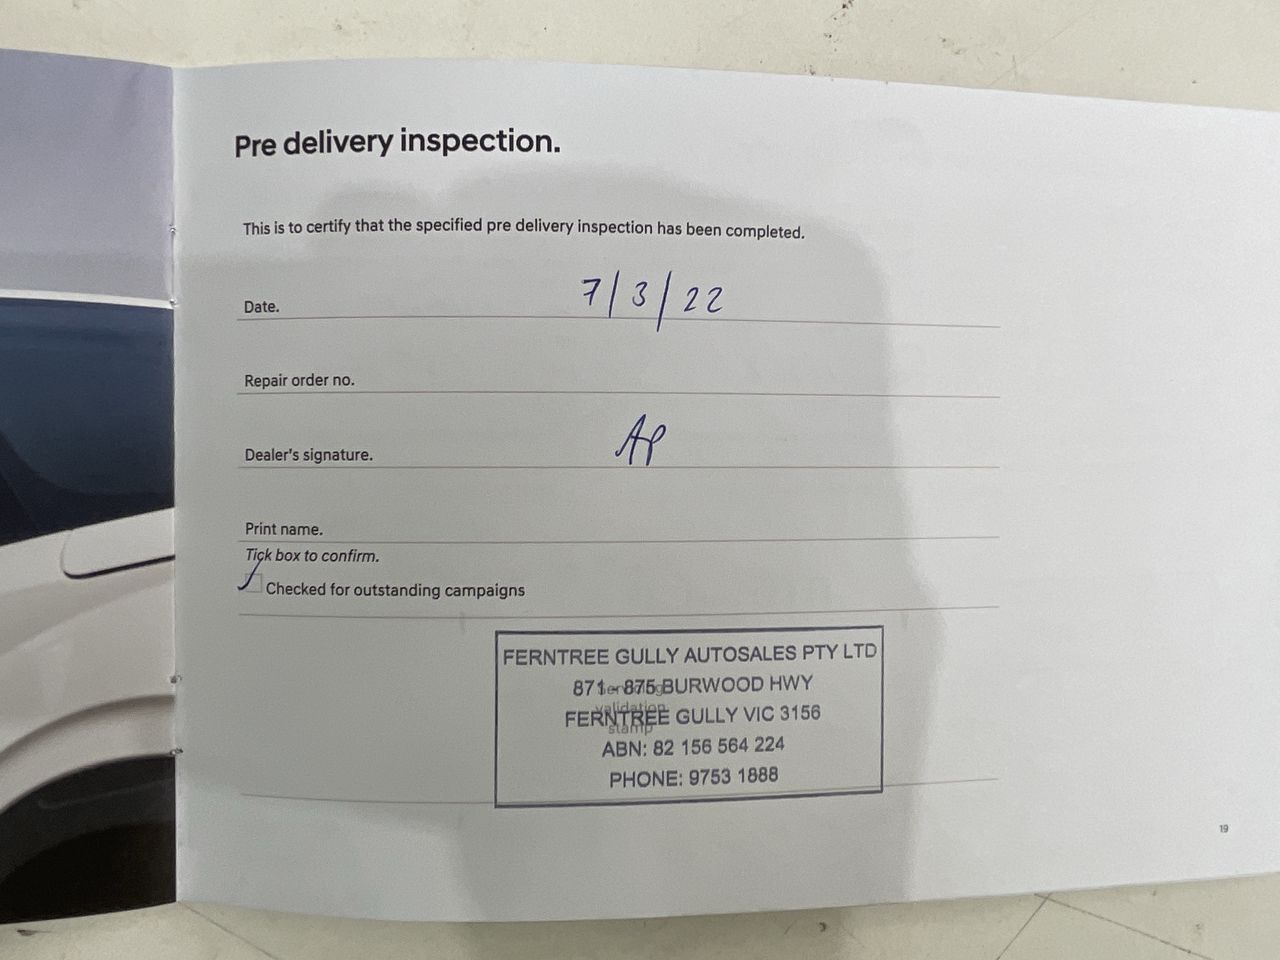 Pre delivery inspection.
This is to certify that the specified pre delivery inspection has been completed.
Date. 7/3/22
Repair order no.
Dealer's signature. AP
Print name.
Tick box to confirm.
Checked for outstanding campaigns
FERNTREE GULLY AUTOSALES PTY LTD
871 - 875 BURWOOD HWY
validation
FERNTREE GULLY VIC 3156
stamp
ABN: 82 156 564 224
PHONE: 9753 1888
19